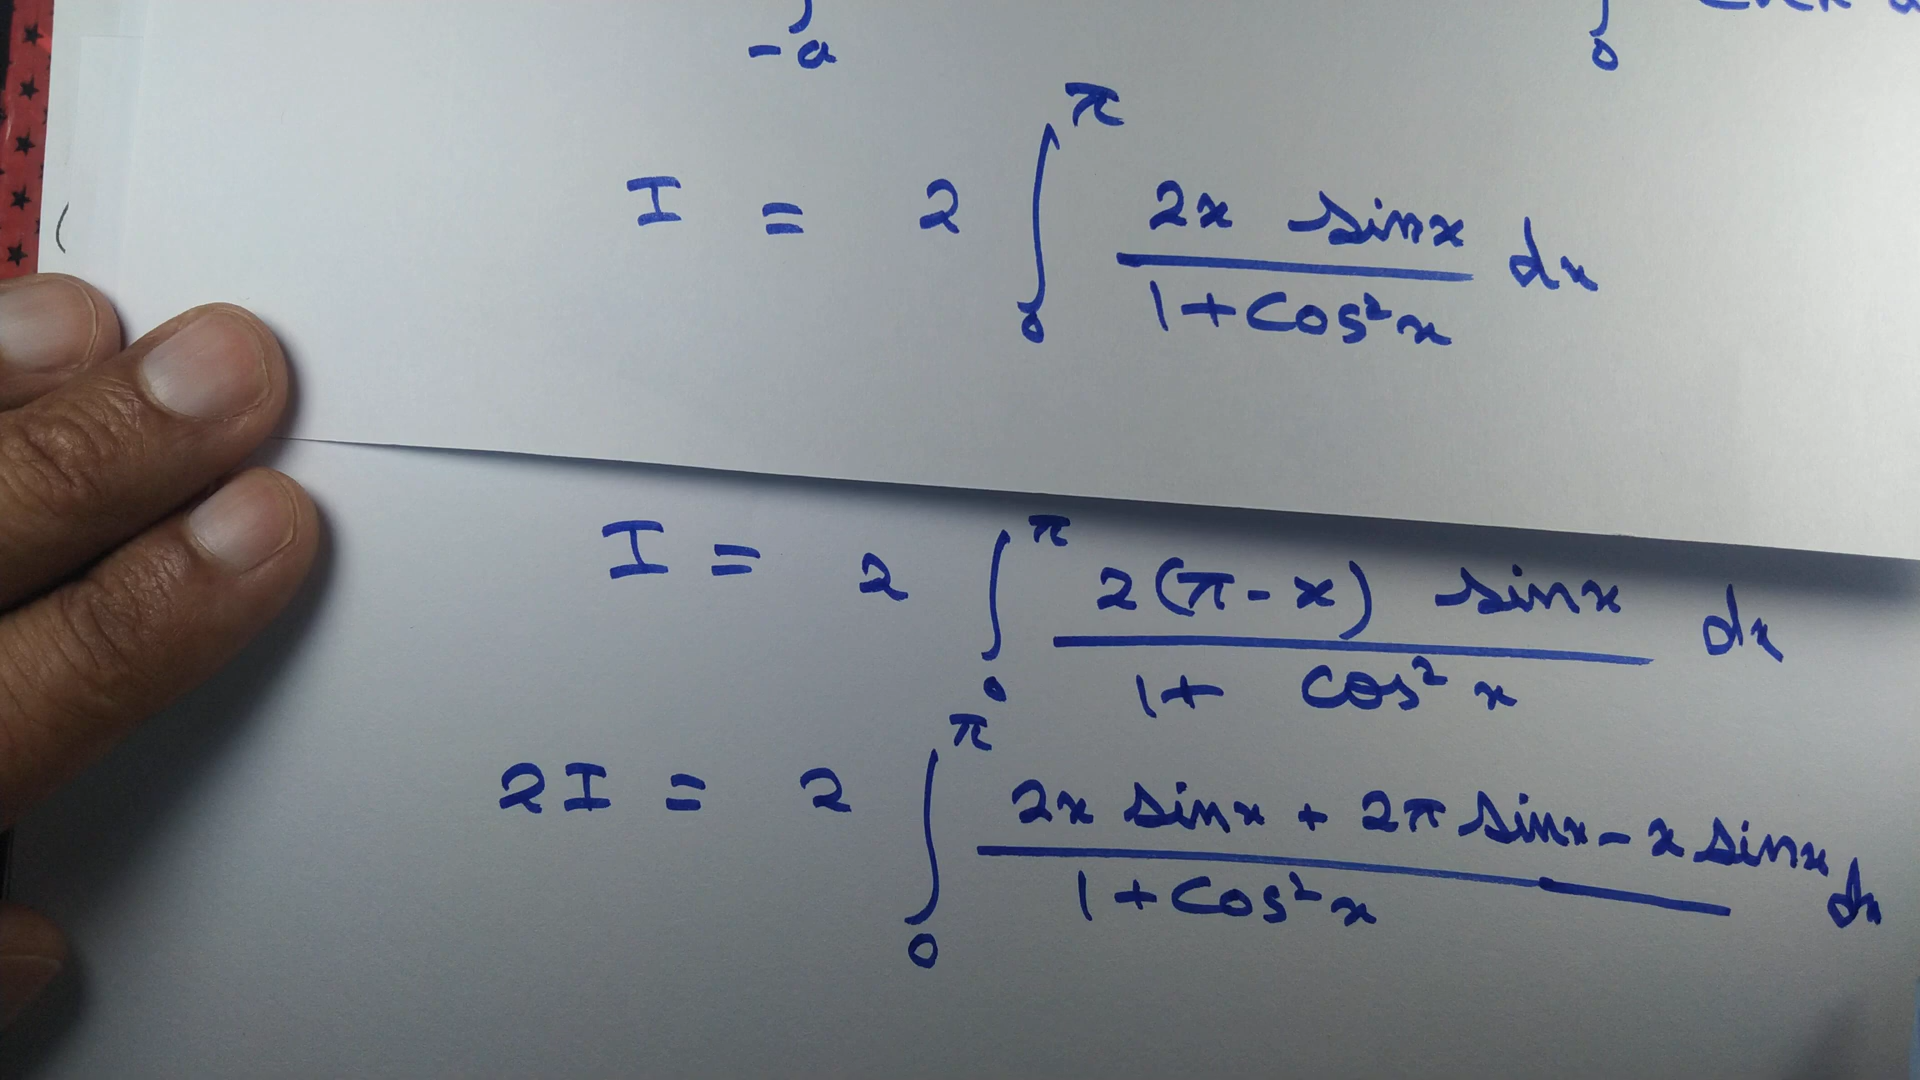 -a 0
I = 2 ∫₀^π 2x sinx / 1+Cos²x dx
I = 2 ∫₀^π 2(π-x) sinx / 1+ Cos² x dx
2I = 2 ∫₀^π 2x sinx + 2π sinx - x sinx / 1+Cos²x dx